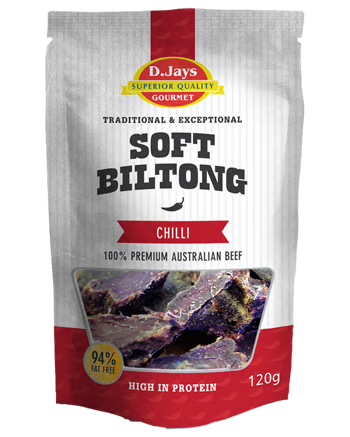 D.Jays
SUPERIOR QUALITY
GOURMET
TRADITIONAL & EXCEPTIONAL
SOFT
BILTONG
CHILLI
100% PREMIUM AUSTRALIAN BEEF
94%
FAT FREE
HIGH IN PROTEIN
120g